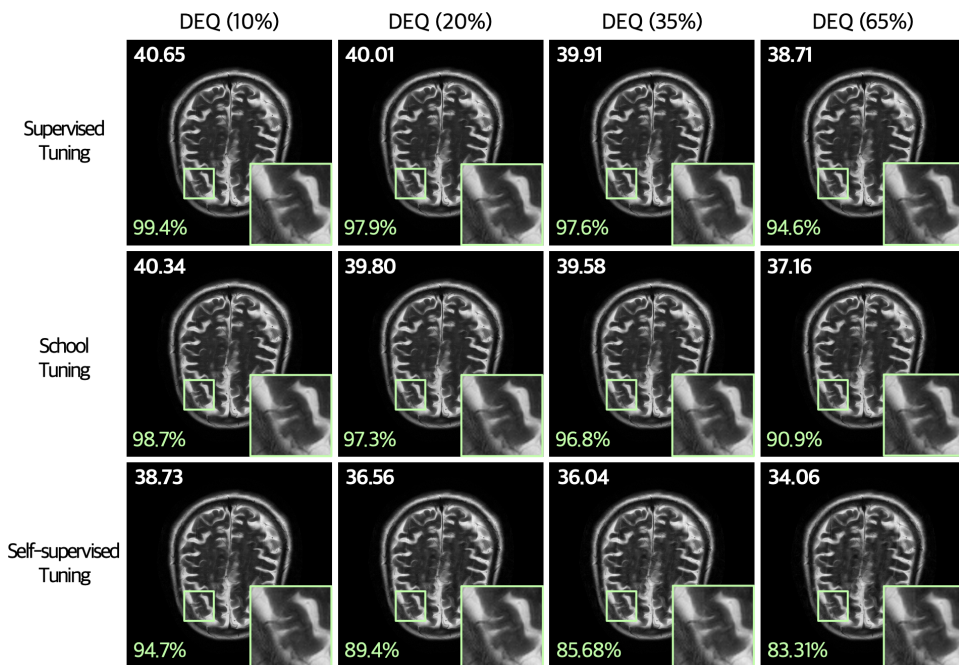 DEQ (10%) DEQ (20%) DEQ (35%) DEQ (65%)
40.65 40.01 39.91 38.71
Supervised
Tuning
99.4% 97.9% 97.6% 94.6%
40.34 39.80 39.58 37.16
School
Tuning
98.7% 97.3% 96.8% 90.9%
38.73 36.56 36.04 34.06
Self-supervised
Tuning
94.7% 89.4% 85.68% 83.31%